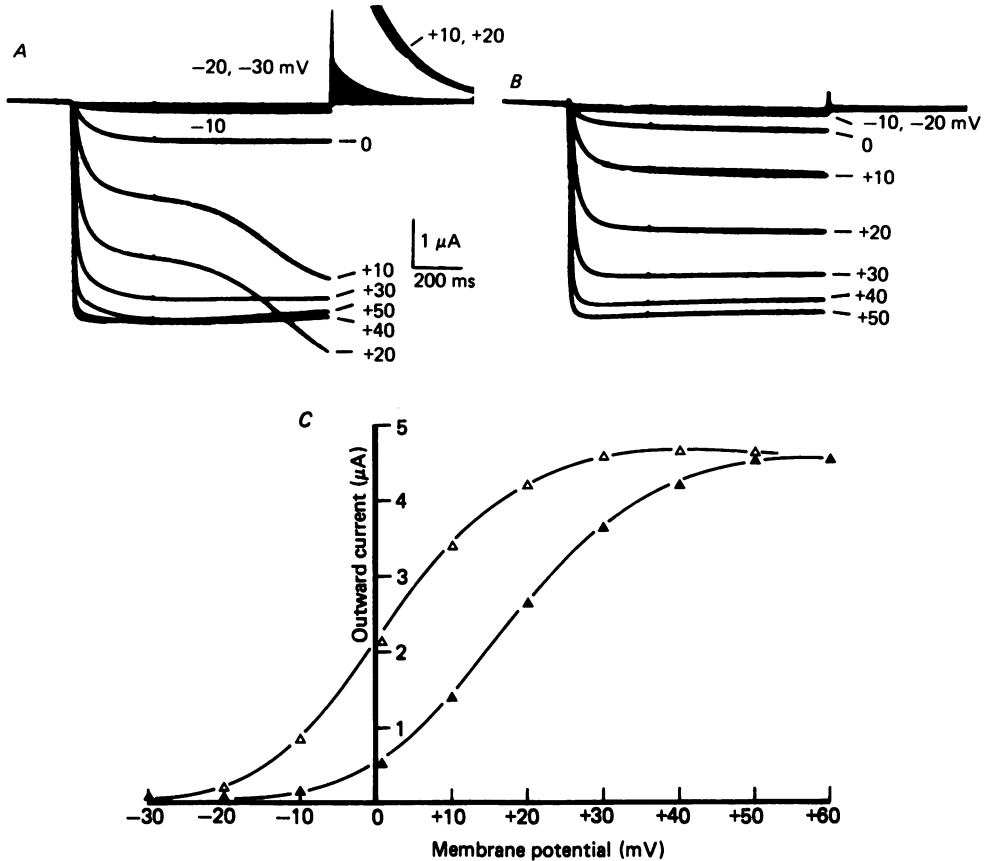 A
+10, +20
−20, −30 mV
−10
0
1 μA
200 ms
+10
+30
+50
+40
+20
B
−10, −20 mV
0
+10
+20
+30
+40
+50
C
Outward current (μA)
5
4
3
2
1
−30 −20 −10 0 +10 +20 +30 +40 +50 +60
Membrane potential (mV)